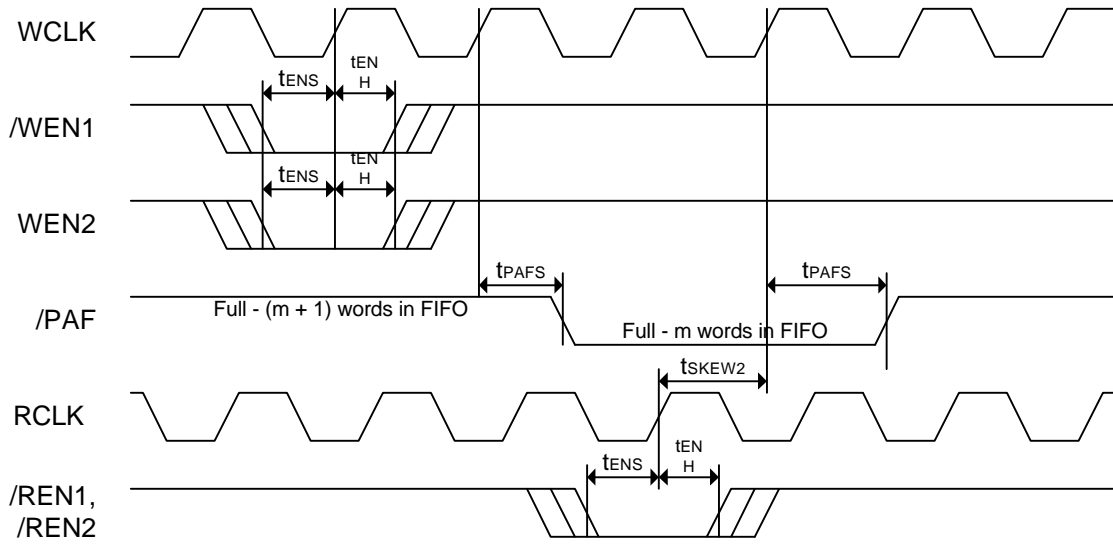 WCLK
tENS
tEN
H
/WEN1
tENS
tEN
H
WEN2
tPAFS
tPAFS
/PAF
Full - (m + 1) words in FIFO
Full - m words in FIFO
tSKEW2
RCLK
tENS
tEN
H
/REN1,
/REN2